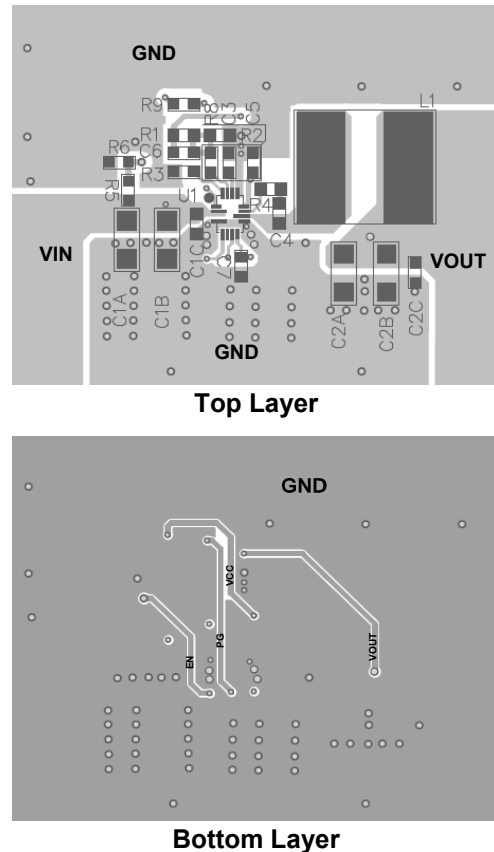 GND
L1
R9
R8
C3
C5
R1
R2
C6
R6
R3
R5
U1
R4
C4
VIN
C1C
VOUT
C7
C1A
C1B
C2A
C2B
C2C
GND
Top Layer
GND
VCC
EN
PG
VOUT
Bottom Layer